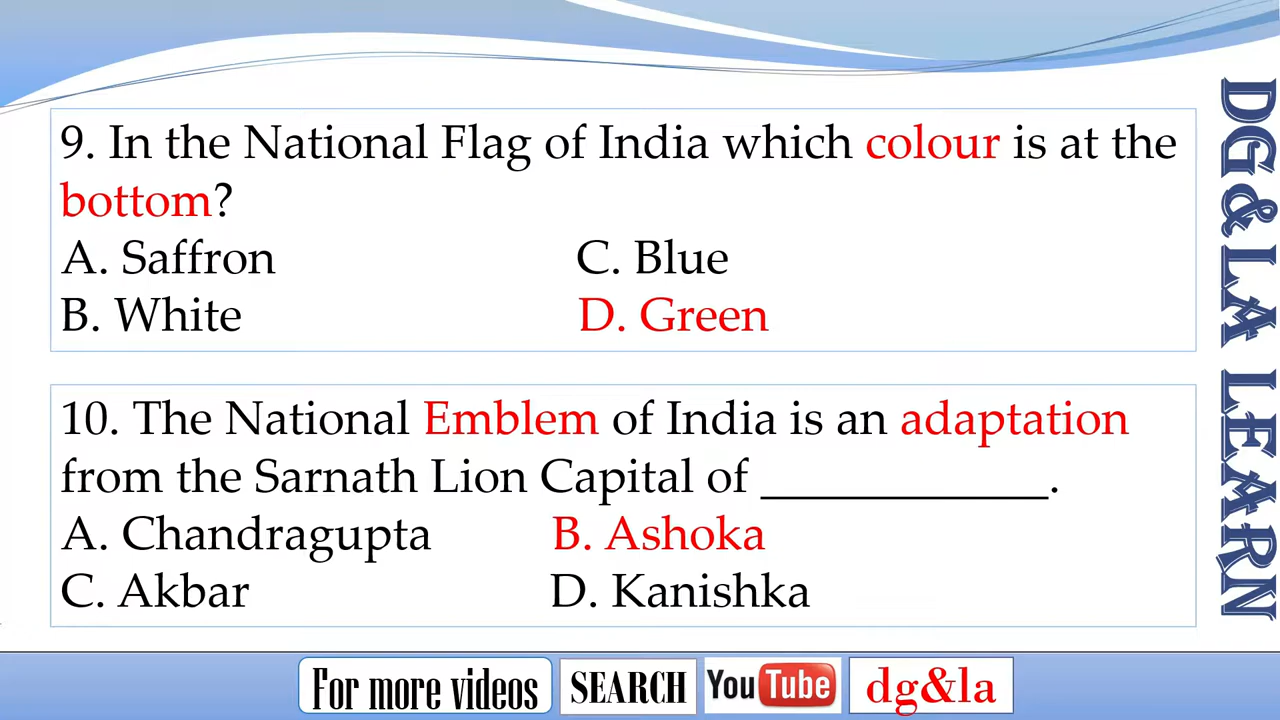 9. In the National Flag of India which colour is at the
bottom?
A. Saffron C. Blue
B. White D. Green
10. The National Emblem of India is an adaptation
from the Sarnath Lion Capital of ____________.
A. Chandragupta B. Ashoka
C. Akbar D. Kanishka
DG&LA LEARN
For more videos SEARCH YouTube dg&la